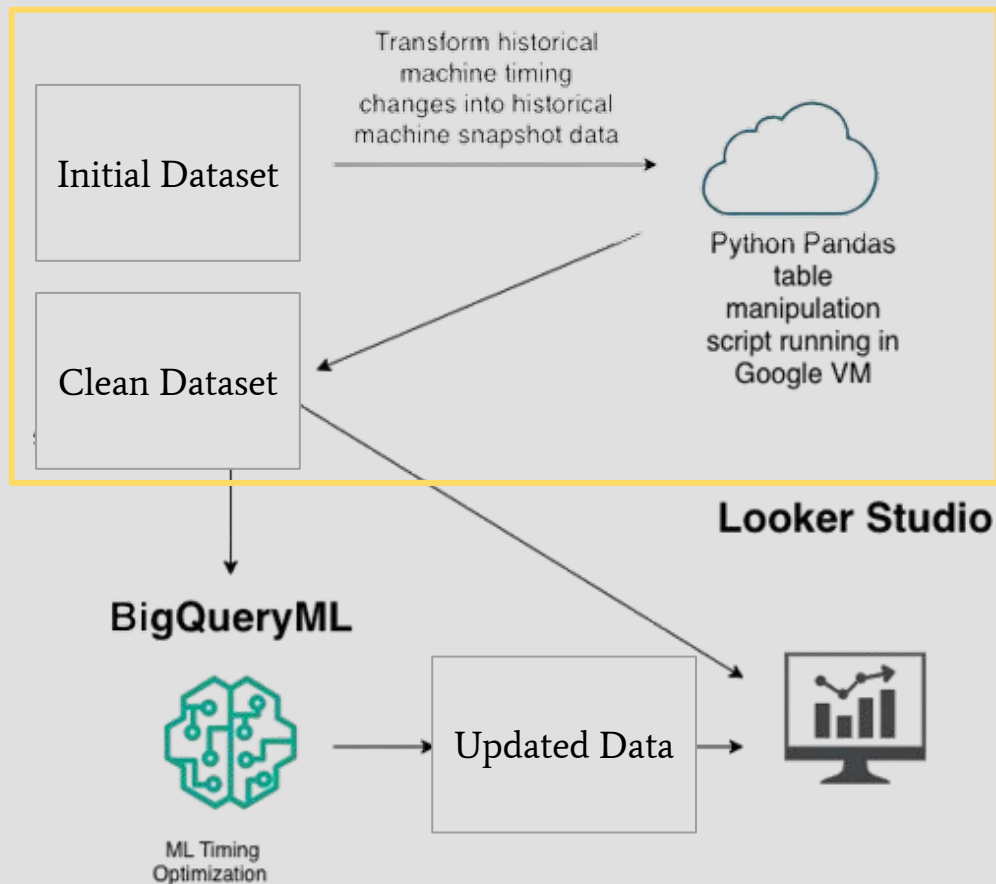 Transform historical
machine timing
changes into historical
machine snapshot data
Initial Dataset
Python Pandas
table
manipulation
script running in
Google VM
Clean Dataset
Looker Studio
BigQueryML
Updated Data
ML Timing
Optimization